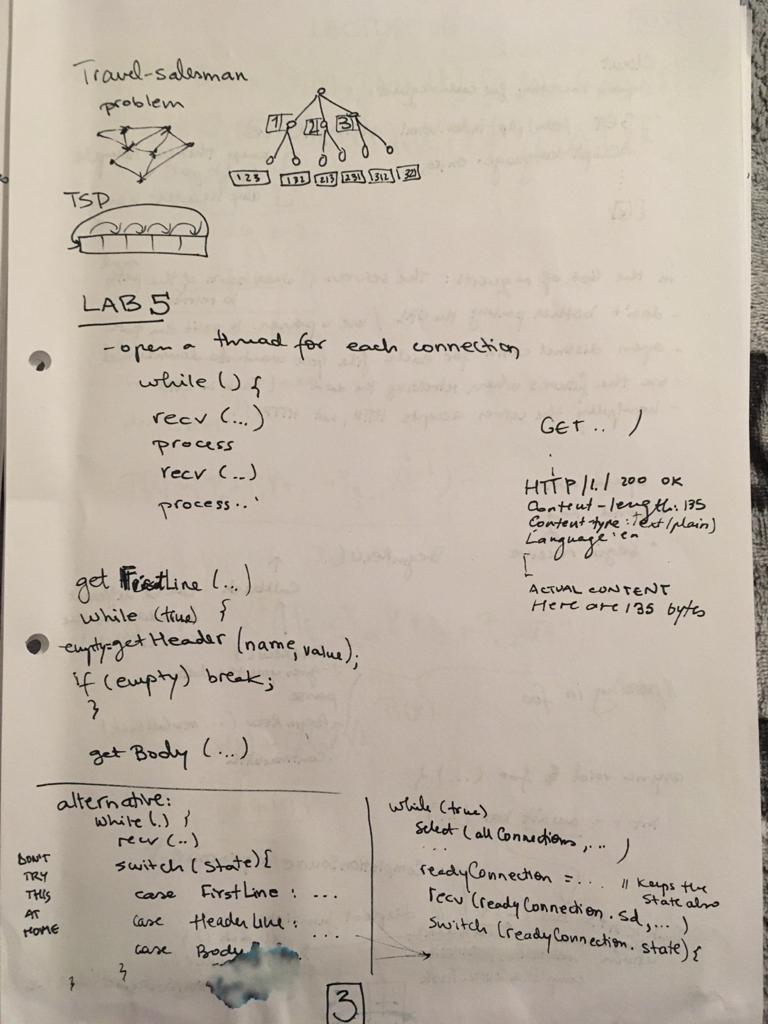 Travel-salesman
problem
1 2 3
123 132 213 231 312 321
TSP
LAB 5
- open a thread for each connection
while () {
recv (...)
process
recv (..)
process...
GET .. /
HTTP/1.1 200 OK
Content-length: 135
Content type: text/plain
Language: en
[
ACTUAL CONTENT
Here are 135 bytes
get FirstLine (...)
while (true) {
empty=getHeader (name, value);
if (empty) break;
}
get Body (...)
alternative:
while (.) {
recv (..)
switch (state) {
case FirstLine : ...
case HeaderLine : ...
case Body
}
}
DON'T
TRY
THIS
AT
HOME
while (true)
select (allConnections, ... )
...
readyConnection = ... // keeps the
state also
recv (readyConnection.sd, ... )
switch (readyConnection.state) {
3